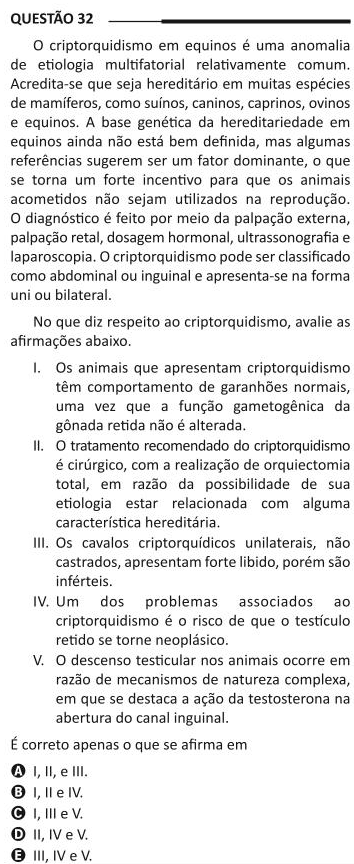 QUESTÃO 32
O criptorquidismo em equinos é uma anomalia
de etiologia multifatorial relativamente comum.
Acredita-se que seja hereditário em muitas espécies
de mamíferos, como suínos, caninos, caprinos, ovinos
e equinos. A base genética da hereditariedade em
equinos ainda não está bem definida, mas algumas
referências sugerem ser um fator dominante, o que
se torna um forte incentivo para que os animais
acometidos não sejam utilizados na reprodução.
O diagnóstico é feito por meio da palpação externa,
palpação retal, dosagem hormonal, ultrassonografia e
laparoscopia. O criptorquidismo pode ser classificado
como abdominal ou inguinal e apresenta-se na forma
uni ou bilateral.
No que diz respeito ao criptorquidismo, avalie as
afirmações abaixo.
I. Os animais que apresentam criptorquidismo
têm comportamento de garanhões normais,
uma vez que a função gametogênica da
gônada retida não é alterada.
II. O tratamento recomendado do criptorquidismo
é cirúrgico, com a realização de orquiectomia
total, em razão da possibilidade de sua
etiologia estar relacionada com alguma
característica hereditária.
III. Os cavalos criptorquídicos unilaterais, não
castrados, apresentam forte libido, porém são
inférteis.
IV. Um dos problemas associados ao
criptorquidismo é o risco de que o testículo
retido se torne neoplásico.
V. O descenso testicular nos animais ocorre em
razão de mecanismos de natureza complexa,
em que se destaca a ação da testosterona na
abertura do canal inguinal.
É correto apenas o que se afirma em
A I, II, e III.
B I, II e IV.
C I, III e V.
D II, IV e V.
E III, IV e V.